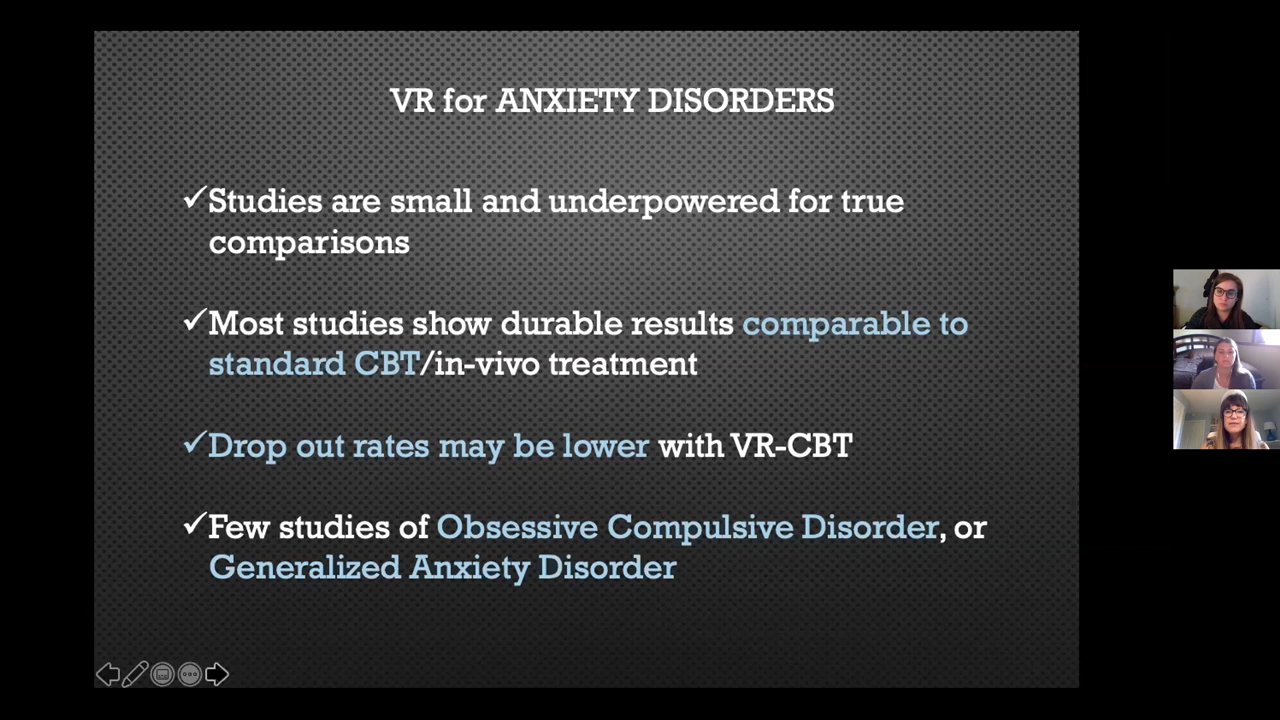 VR for ANXIETY DISORDERS
✓Studies are small and underpowered for true
comparisons
✓Most studies show durable results comparable to
standard CBT/in-vivo treatment
✓Drop out rates may be lower with VR-CBT
✓Few studies of Obsessive Compulsive Disorder, or
Generalized Anxiety Disorder